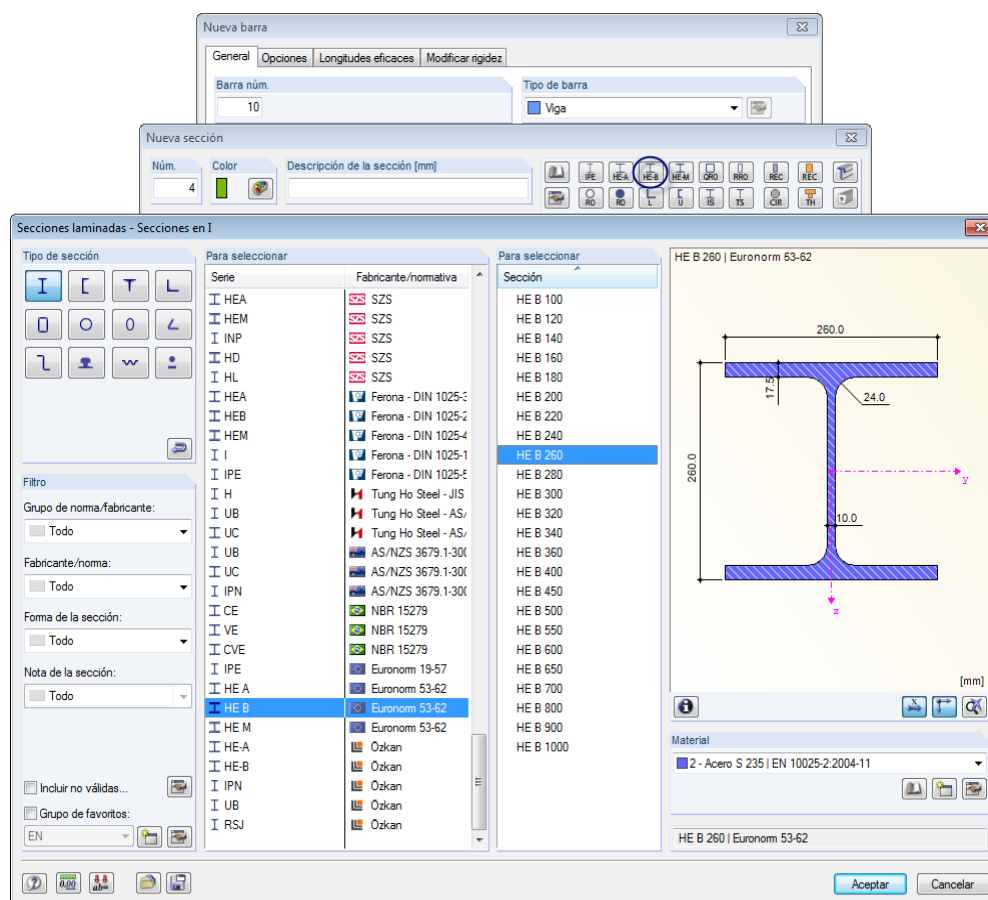 Nueva barra
General Opciones Longitudes eficaces Modificar rigidez
Barra núm. Tipo de barra
10 Viga
Nueva sección
Núm. Color Descripción de la sección [mm]
4
IPE HE-A HE-B HE-M QRO RRO REC REC
RO RO L U IS TS CIR TH
Secciones laminadas - Secciones en I
Tipo de sección
Filtro
Grupo de norma/fabricante:
Todo
Fabricante/norma:
Todo
Forma de la sección:
Todo
Nota de la sección:
Todo
Incluir no válidas...
Grupo de favoritos:
EN
Para seleccionar
Serie Fabricante/normativa
HEA SZS
HEM SZS
INP SZS
HD SZS
HL SZS
HEA Ferona - DIN 1025-3
HEB Ferona - DIN 1025-2
HEM Ferona - DIN 1025-4
I Ferona - DIN 1025-1
IPE Ferona - DIN 1025-5
H Tung Ho Steel - JIS
UB Tung Ho Steel - AS/
UC Tung Ho Steel - AS/
UB AS/NZS 3679.1-300
UC AS/NZS 3679.1-300
IPN AS/NZS 3679.1-300
CE NBR 15279
VE NBR 15279
CVE NBR 15279
IPE Euronorm 19-57
HE A Euronorm 53-62
HE B Euronorm 53-62
HE M Euronorm 53-62
HE-A Özkan
HE-B Özkan
IPN Özkan
UB Özkan
RSJ Özkan
Para seleccionar
Sección
HE B 100
HE B 120
HE B 140
HE B 160
HE B 180
HE B 200
HE B 220
HE B 240
HE B 260
HE B 280
HE B 300
HE B 320
HE B 340
HE B 360
HE B 400
HE B 450
HE B 500
HE B 550
HE B 600
HE B 650
HE B 700
HE B 800
HE B 900
HE B 1000
HE B 260 | Euronorm 53-62
260.0
17.5
24.0
260.0
y
10.0
z
[mm]
Material
2 - Acero S 235 | EN 10025-2:2004-11
HE B 260 | Euronorm 53-62
0.00 ab=
Aceptar Cancelar